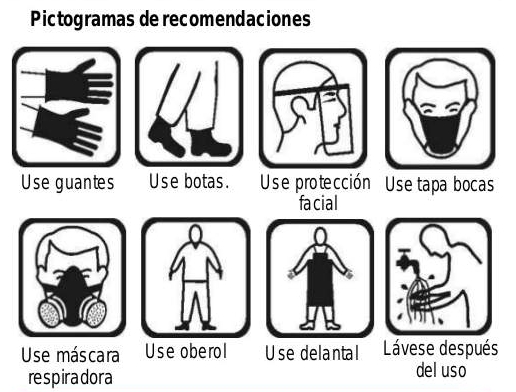 Pictogramas de recomendaciones
Use guantes
Use botas.
Use protección
facial
Use tapa bocas
Use máscara
respiradora
Use oberol
Use delantal
Lávese después
del uso